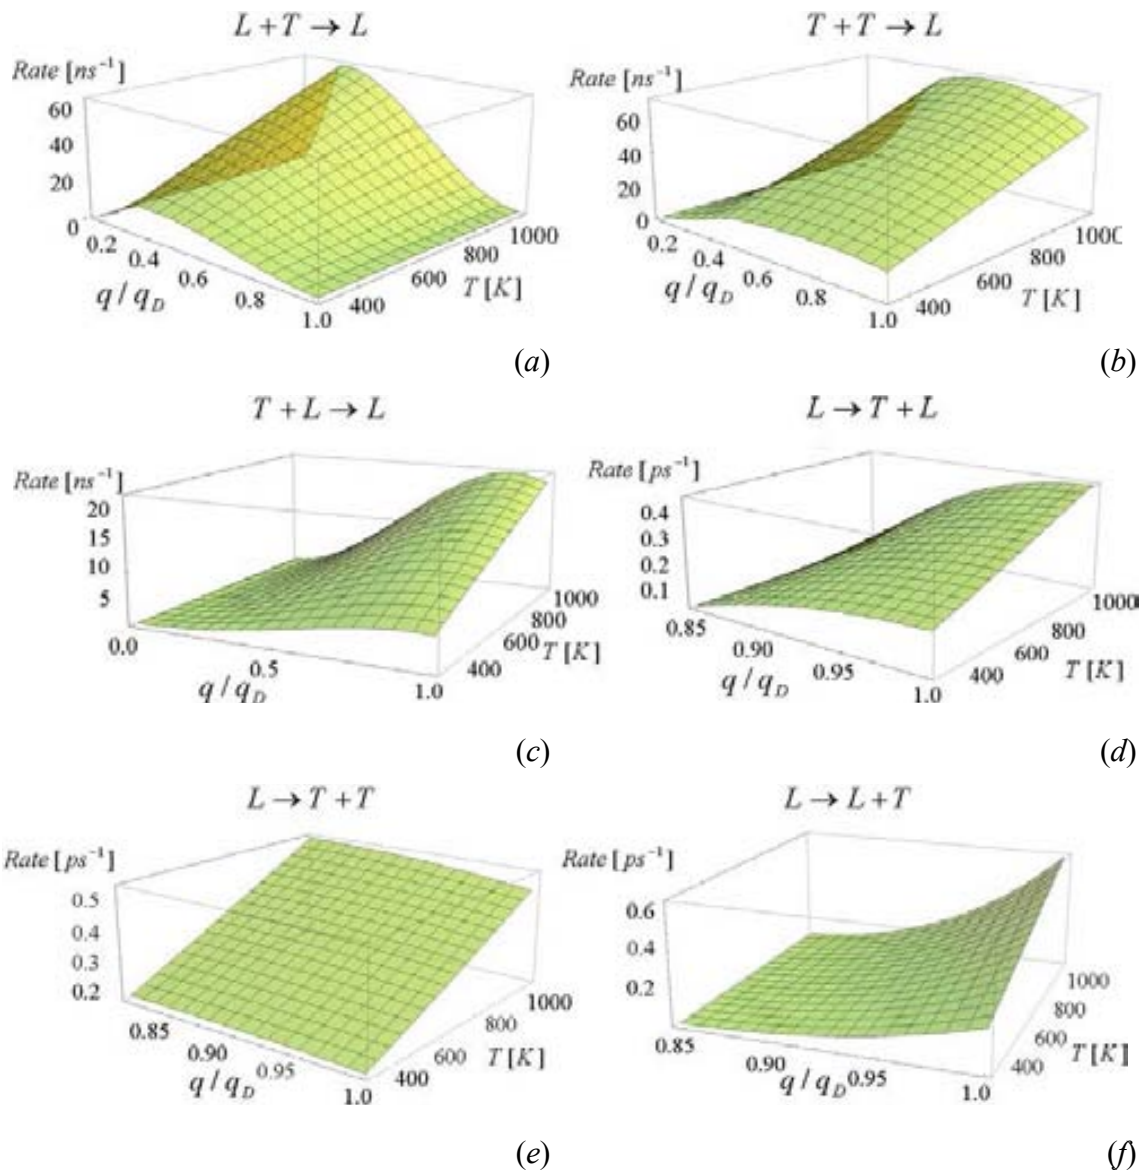 L + T → L
Rate [ns⁻¹]
60
40
20
0
0.2
0.4
0.6
0.8
1.0
q / q_D
400
600
800
1000
T [K]
(a)
T + T → L
Rate [ns⁻¹]
60
40
20
0
0.2
0.4
0.6
0.8
1.0
q / q_D
400
600
800
T [K]
(b)
T + L → L
Rate [ns⁻¹]
20
15
10
5
0.0
0.5
1.0
q / q_D
400
600
800
1000
T [K]
(c)
L → T + L
Rate [ps⁻¹]
0.4
0.3
0.2
0.1
0.85
0.90
0.95
1.0
q / q_D
400
600
800
1000
T [K]
(d)
L → T + T
Rate [ps⁻¹]
0.5
0.4
0.3
0.2
0.85
0.90
0.95
1.0
q / q_D
400
600
800
1000
T [K]
(e)
L → L + T
Rate [ps⁻¹]
0.6
0.4
0.2
0.85
0.90
0.95
1.0
q / q_D
400
600
800
1000
T [K]
(f)